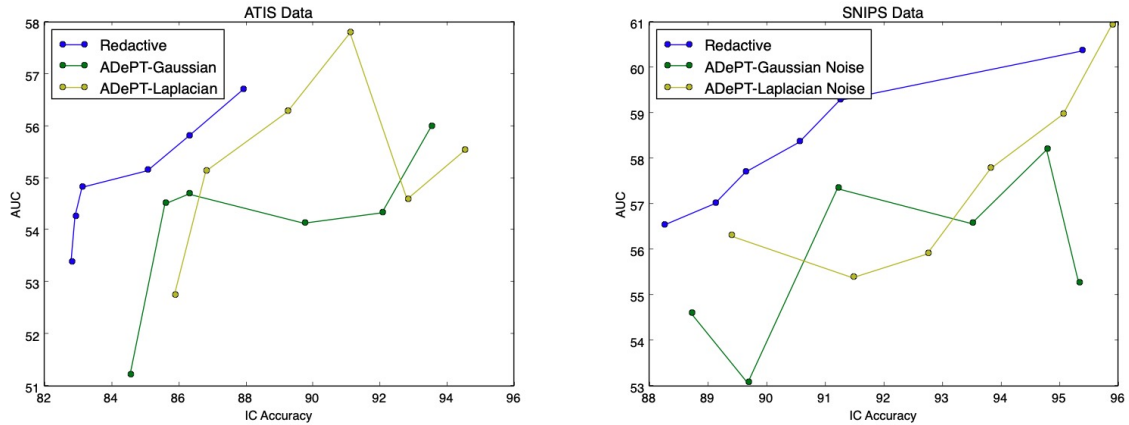 ATIS Data
Redactive
ADePT-Gaussian
ADePT-Laplacian
58
57
56
55
54
53
52
51
AUC
82 84 86 88 90 92 94 96
IC Accuracy
SNIPS Data
Redactive
ADePT-Gaussian Noise
ADePT-Laplacian Noise
61
60
59
58
57
56
55
54
53
AUC
88 89 90 91 92 93 94 95 96
IC Accuracy